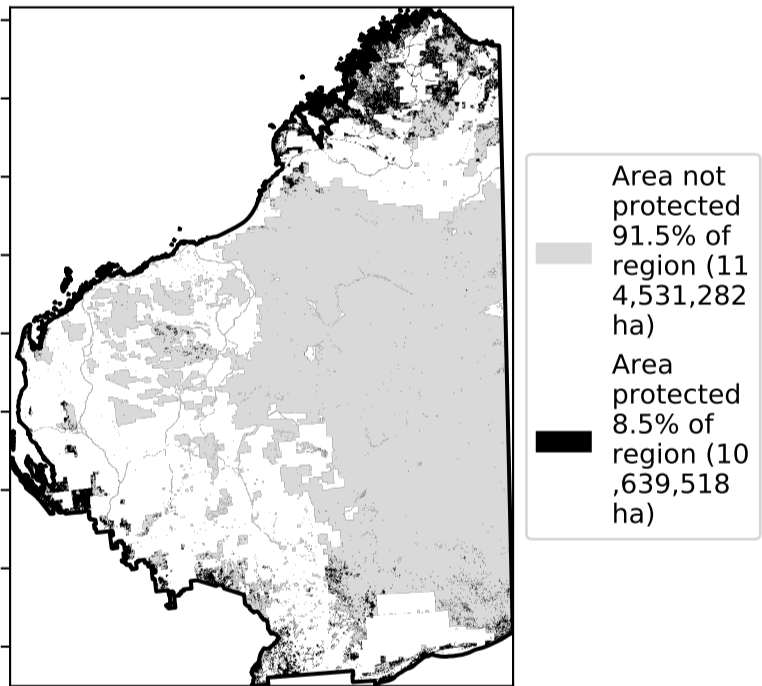 Area not
protected
91.5% of
region (11
4,531,282
ha)
Area
protected
8.5% of
region (10
,639,518
ha)